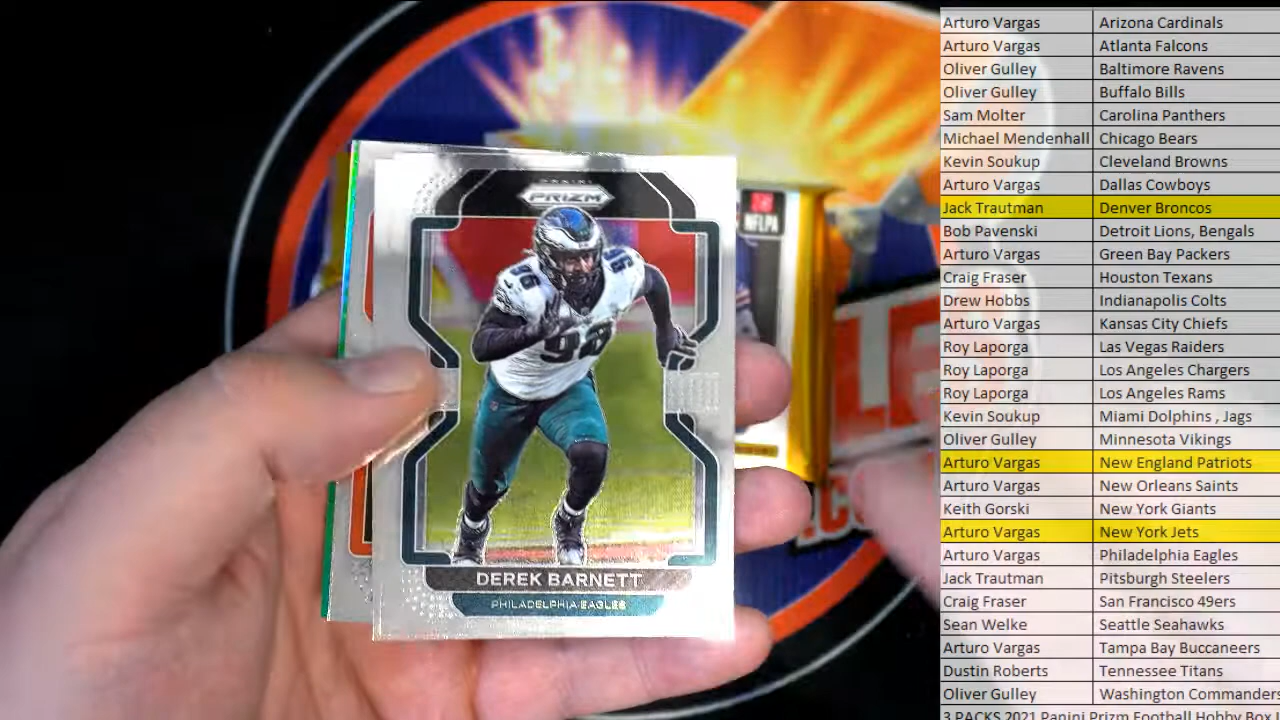 PANINI
PRIZM
NFLPA
96
96
96
DEREK BARNETT
PHILADELPHIA EAGLES
Arturo Vargas Arizona Cardinals
Arturo Vargas Atlanta Falcons
Oliver Gulley Baltimore Ravens
Oliver Gulley Buffalo Bills
Sam Molter Carolina Panthers
Michael Mendenhall Chicago Bears
Kevin Soukup Cleveland Browns
Arturo Vargas Dallas Cowboys
Jack Trautman Denver Broncos
Bob Pavenski Detroit Lions, Bengals
Arturo Vargas Green Bay Packers
Craig Fraser Houston Texans
Drew Hobbs Indianapolis Colts
Arturo Vargas Kansas City Chiefs
Roy Laporga Las Vegas Raiders
Roy Laporga Los Angeles Chargers
Roy Laporga Los Angeles Rams
Kevin Soukup Miami Dolphins , Jags
Oliver Gulley Minnesota Vikings
Arturo Vargas New England Patriots
Arturo Vargas New Orleans Saints
Keith Gorski New York Giants
Arturo Vargas New York Jets
Arturo Vargas Philadelphia Eagles
Jack Trautman Pitsburgh Steelers
Craig Fraser San Francisco 49ers
Sean Welke Seattle Seahawks
Arturo Vargas Tampa Bay Buccaneers
Dustin Roberts Tennessee Titans
Oliver Gulley Washington Commanders
3 PACKS 2021 Panini Prizm Football Hobby Box